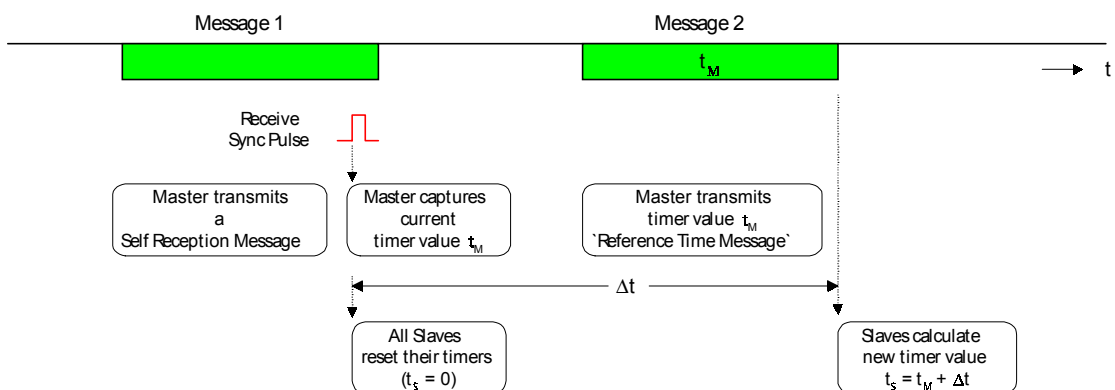 Message 1
Message 2
t_M
t
Receive
Sync Pulse
Master transmits
a
Self Reception Message
Master captures
current
timer value t_M
Master transmits
timer value t_M
`Reference Time Message`
Δt
All Slaves
reset their timers
(t_s = 0)
Slaves calculate
new timer value
t_s = t_M + Δt